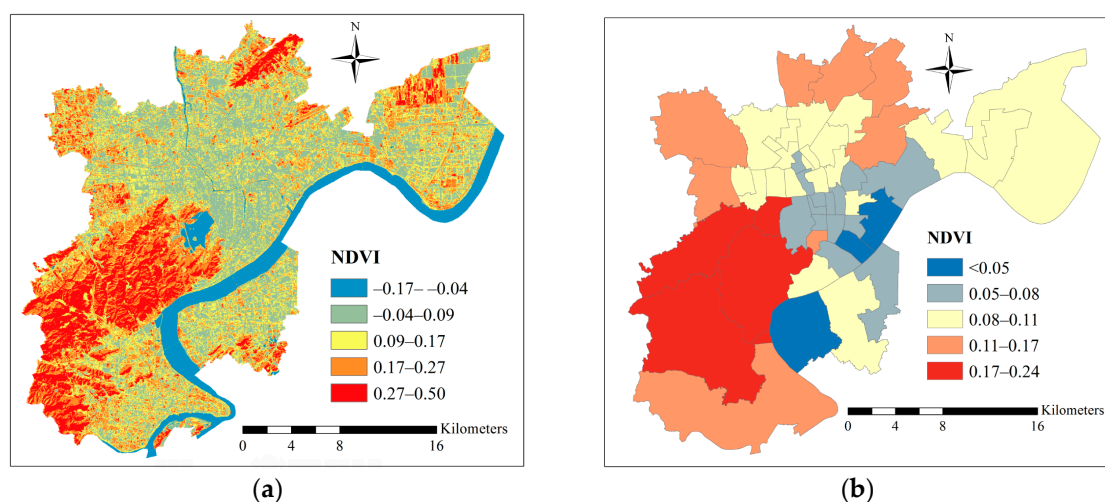 N
NDVI
–0.17– –0.04
–0.04–0.09
0.09–0.17
0.17–0.27
0.27–0.50
Kilometers
0 4 8 16
(a)
N
NDVI
<0.05
0.05–0.08
0.08–0.11
0.11–0.17
0.17–0.24
Kilometers
0 4 8 16
(b)